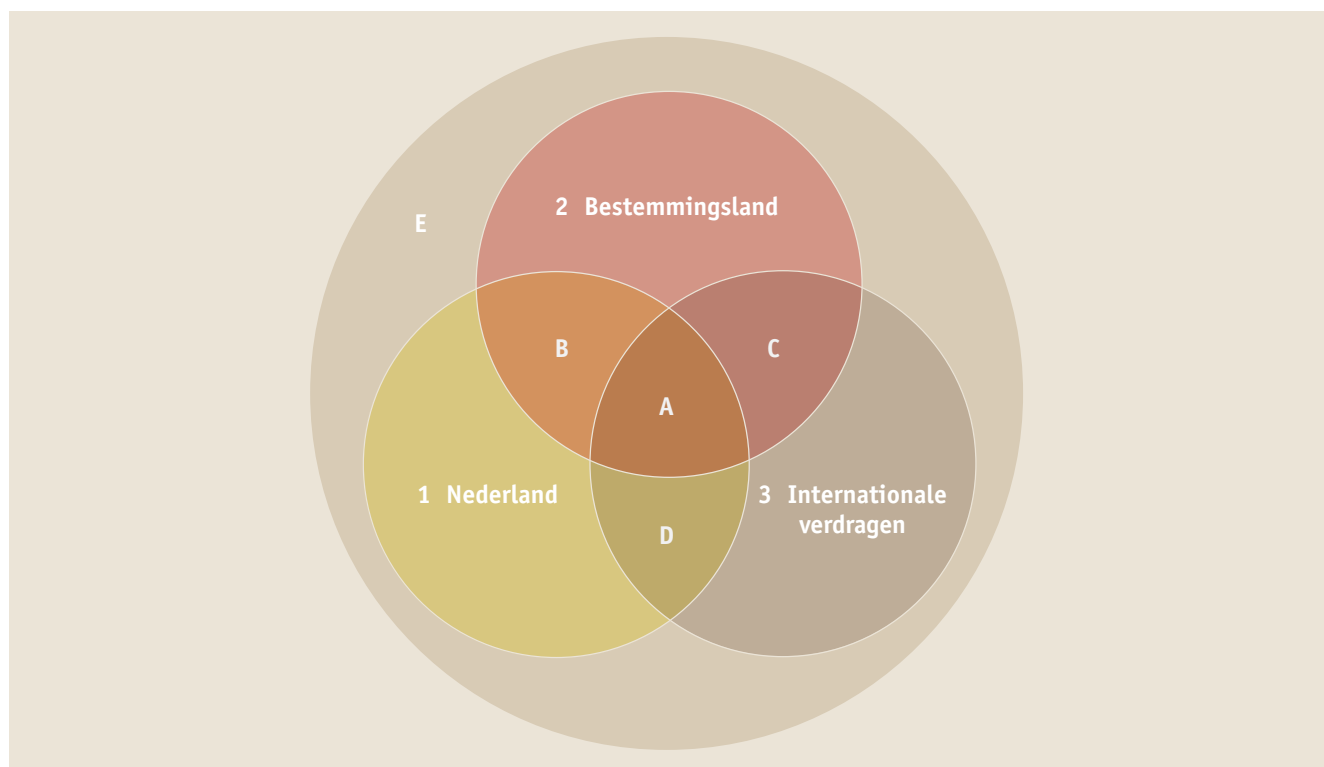 2 Bestemmingsland
E
B
C
A
1 Nederland
3 Internationale
verdragen
D